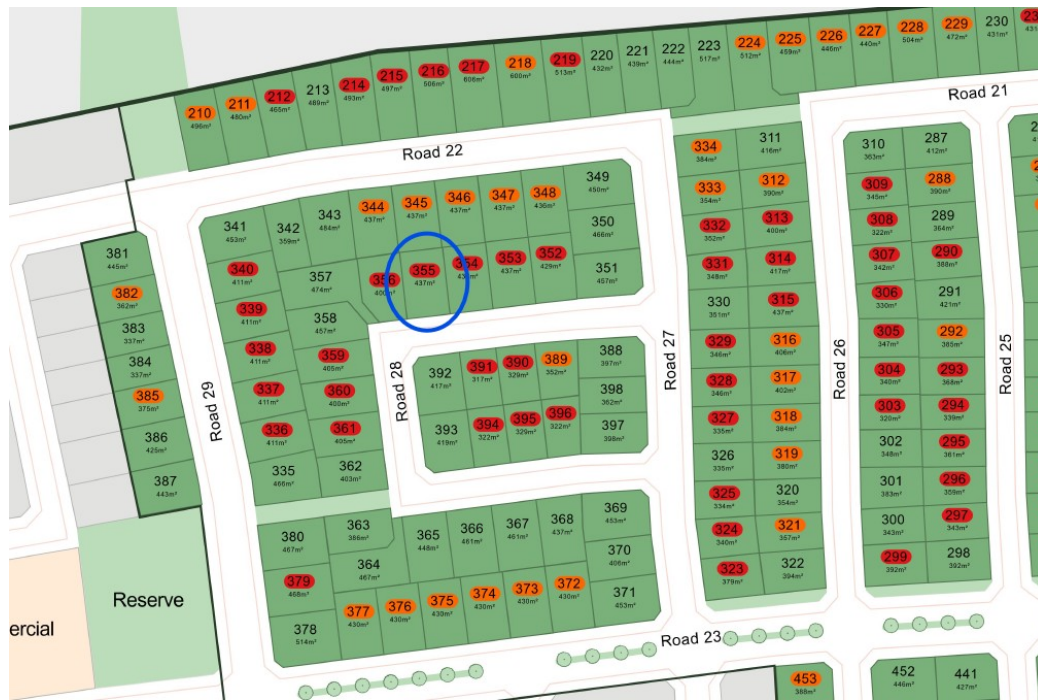 210
496m²
211
480m²
212
465m²
213
469m²
214
493m²
215
497m²
216
508m²
217
608m²
218
600m²
219
513m²
220
432m²
221
439m²
222
444m²
223
517m²
224
512m²
225
459m²
226
446m²
227
440m²
228
504m²
229
472m²
230
431m²
Road 21
Road 22
334
384m²
311
416m²
333
354m²
312
390m²
332
352m²
313
400m²
331
348m²
314
417m²
330
351m²
315
437m²
329
346m²
316
406m²
328
346m²
317
402m²
327
335m²
318
384m²
326
335m²
319
380m²
325
334m²
320
354m²
324
340m²
321
357m²
323
379m²
322
394m²
310
363m²
287
412m²
309
345m²
288
390m²
308
322m²
289
364m²
307
342m²
290
388m²
306
330m²
291
421m²
305
347m²
292
385m²
304
340m²
293
368m²
303
320m²
294
339m²
302
348m²
295
361m²
301
383m²
296
359m²
300
343m²
297
343m²
299
392m²
298
392m²
341
453m²
342
359m²
343
484m²
344
437m²
345
437m²
346
437m²
347
437m²
348
436m²
349
490m²
350
466m²
351
457m²
352
429m²
353
437m²
354
355
437m²
356
400m²
357
474m²
358
457m²
340
411m²
339
411m²
338
411m²
337
411m²
336
411m²
335
466m²
359
405m²
360
400m²
361
405m²
362
403m²
381
445m²
382
362m²
383
337m²
384
337m²
385
375m²
386
425m²
387
443m²
392
417m²
391
317m²
390
329m²
389
352m²
388
397m²
398
362m²
393
419m²
394
322m²
395
329m²
396
322m²
397
398m²
Road 29
Road 28
Road 27
Road 26
Road 25
380
467m²
363
386m²
364
467m²
365
448m²
366
461m²
367
461m²
368
437m²
369
453m²
370
406m²
371
453m²
379
468m²
378
514m²
377
430m²
376
430m²
375
430m²
374
430m²
373
430m²
372
430m²
Reserve
ercial
Road 23
453
388m²
452
446m²
441
427m²